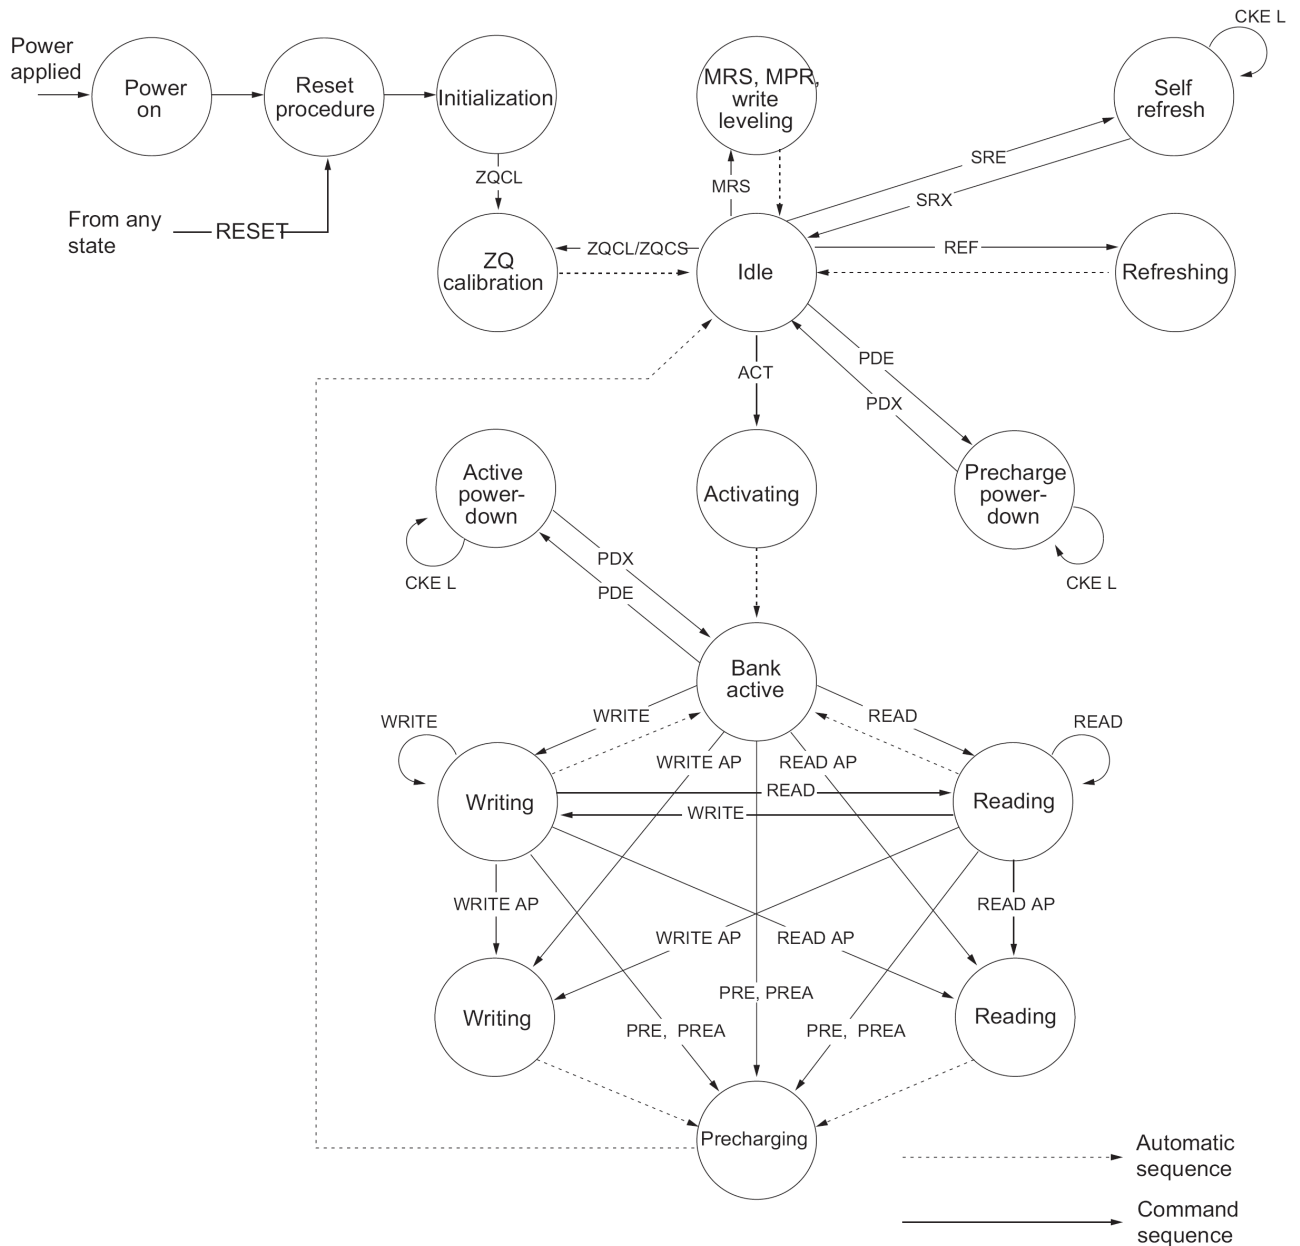 CKE L
Power
applied
Power
on
Reset
procedure
Initialization
MRS, MPR,
write
leveling
Self
refresh
ZQCL
MRS
SRE
SRX
From any
state
RESET
ZQ
calibration
ZQCL/ZQCS
Idle
REF
Refreshing
PDE
ACT
PDX
Active
power-
down
Activating
Precharge
power-
down
CKE L
PDX
PDE
CKE L
Bank
active
WRITE
WRITE
READ
READ
WRITE AP
READ AP
Writing
READ
WRITE
Reading
WRITE AP
READ AP
WRITE AP
READ AP
PRE, PREA
Writing
Reading
PRE, PREA
PRE, PREA
Precharging
Automatic
sequence
Command
sequence